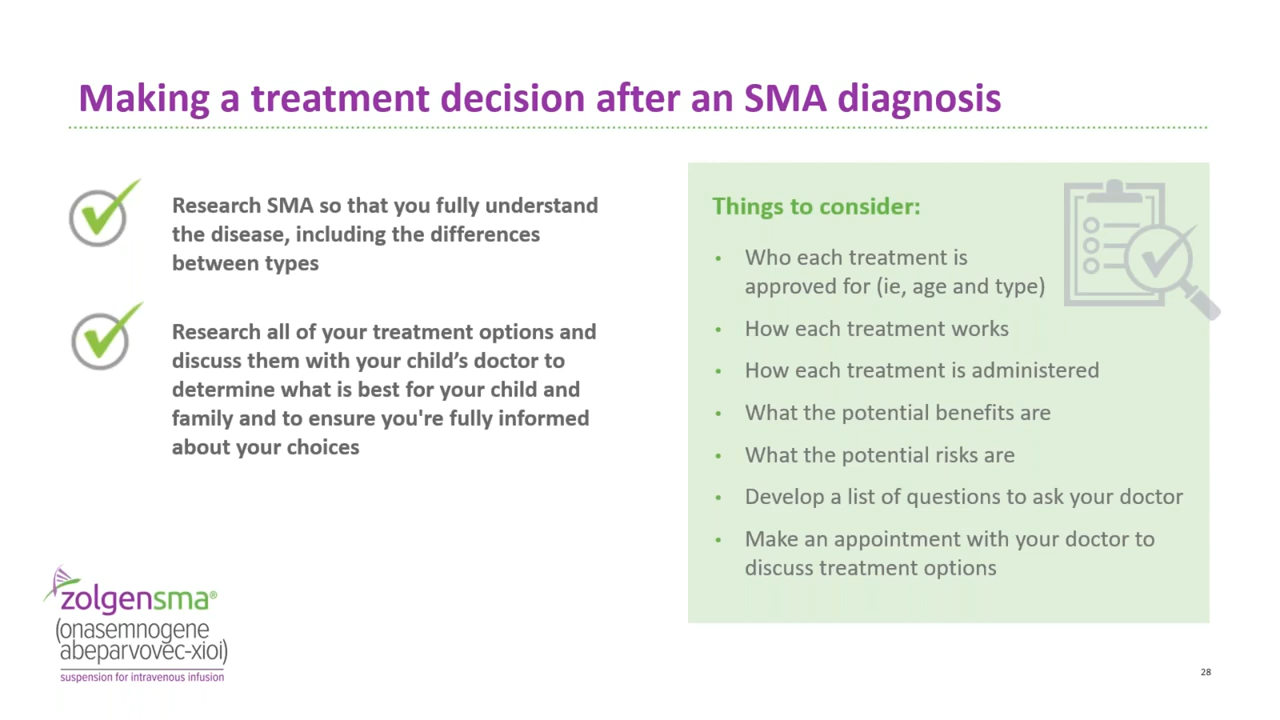 Making a treatment decision after an SMA diagnosis
Research SMA so that you fully understand
the disease, including the differences
between types
Research all of your treatment options and
discuss them with your child’s doctor to
determine what is best for your child and
family and to ensure you're fully informed
about your choices
Things to consider:
• Who each treatment is
approved for (ie, age and type)
• How each treatment works
• How each treatment is administered
• What the potential benefits are
• What the potential risks are
• Develop a list of questions to ask your doctor
• Make an appointment with your doctor to
discuss treatment options
zolgensma®
(onasemnogene
abeparvovec-xioi)
suspension for intravenous infusion
28